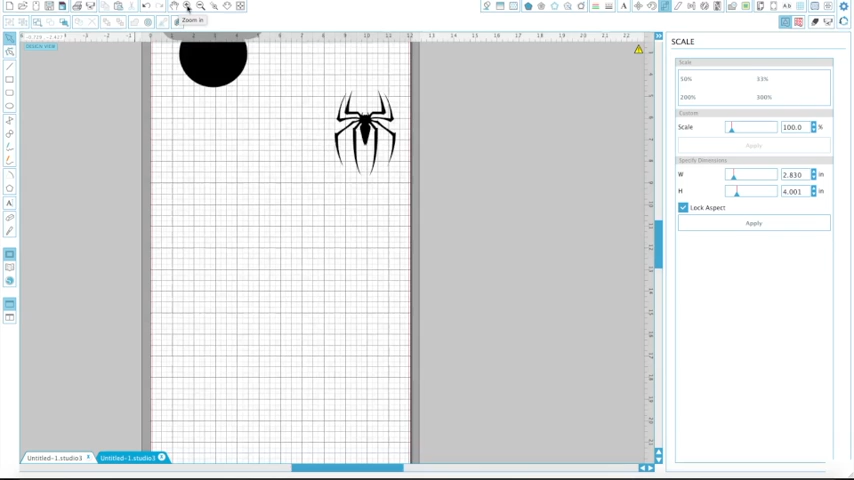 Zoom in
SCALE
DESIGN VIEW
Scale
50% 33%
200% 300%
Custom
Scale 100.0 %
Apply
Specify Dimensions
W 2.830 in
H 4.001 in
Lock Aspect
Apply
Untitled-1.studio3 x Untitled-1.studio3